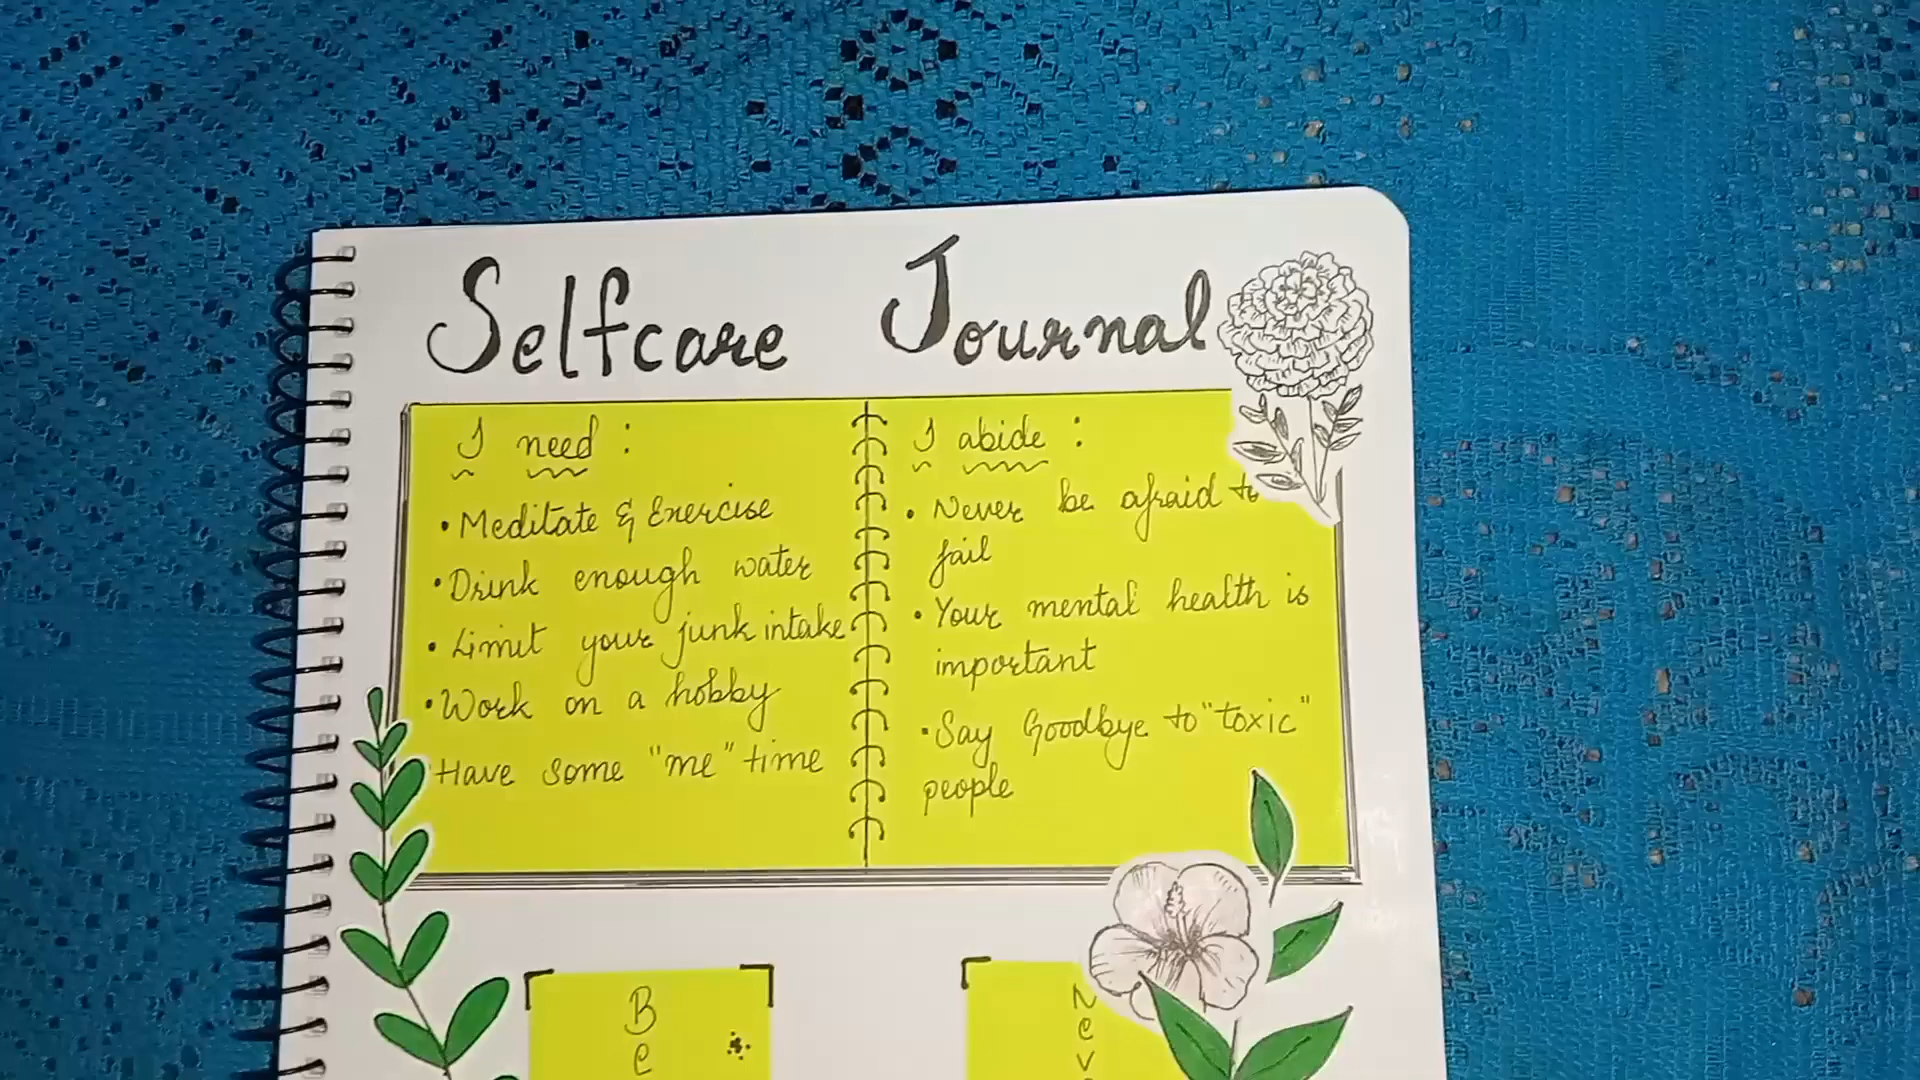 Selfcare Journal
I need :
• Meditate & Exercise
• Drink enough water
• Limit your junk intake
• Work on a hobby
• Have some "me" time
I abide :
• Never be afraid to
fail
• Your mental health is
important
• Say Goodbye to "toxic"
people
B
e
N
e
v